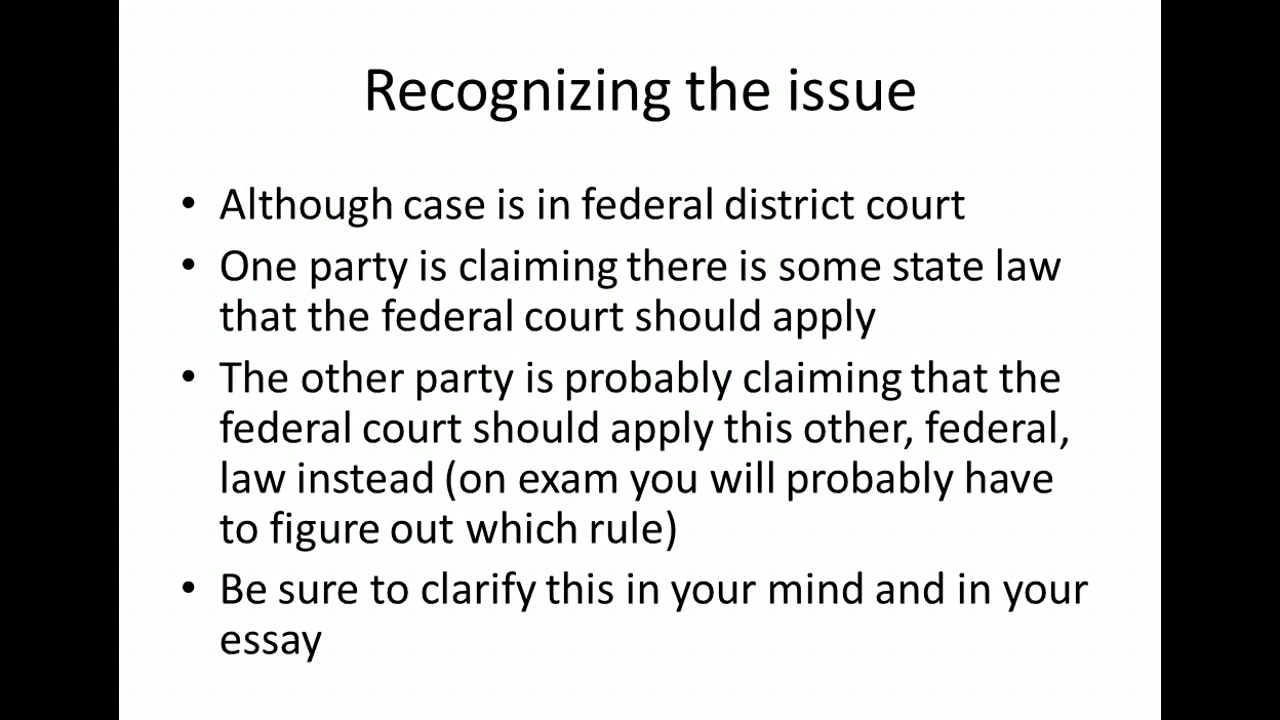 Recognizing the issue
• Although case is in federal district court
• One party is claiming there is some state law
that the federal court should apply
• The other party is probably claiming that the
federal court should apply this other, federal,
law instead (on exam you will probably have
to figure out which rule)
• Be sure to clarify this in your mind and in your
essay